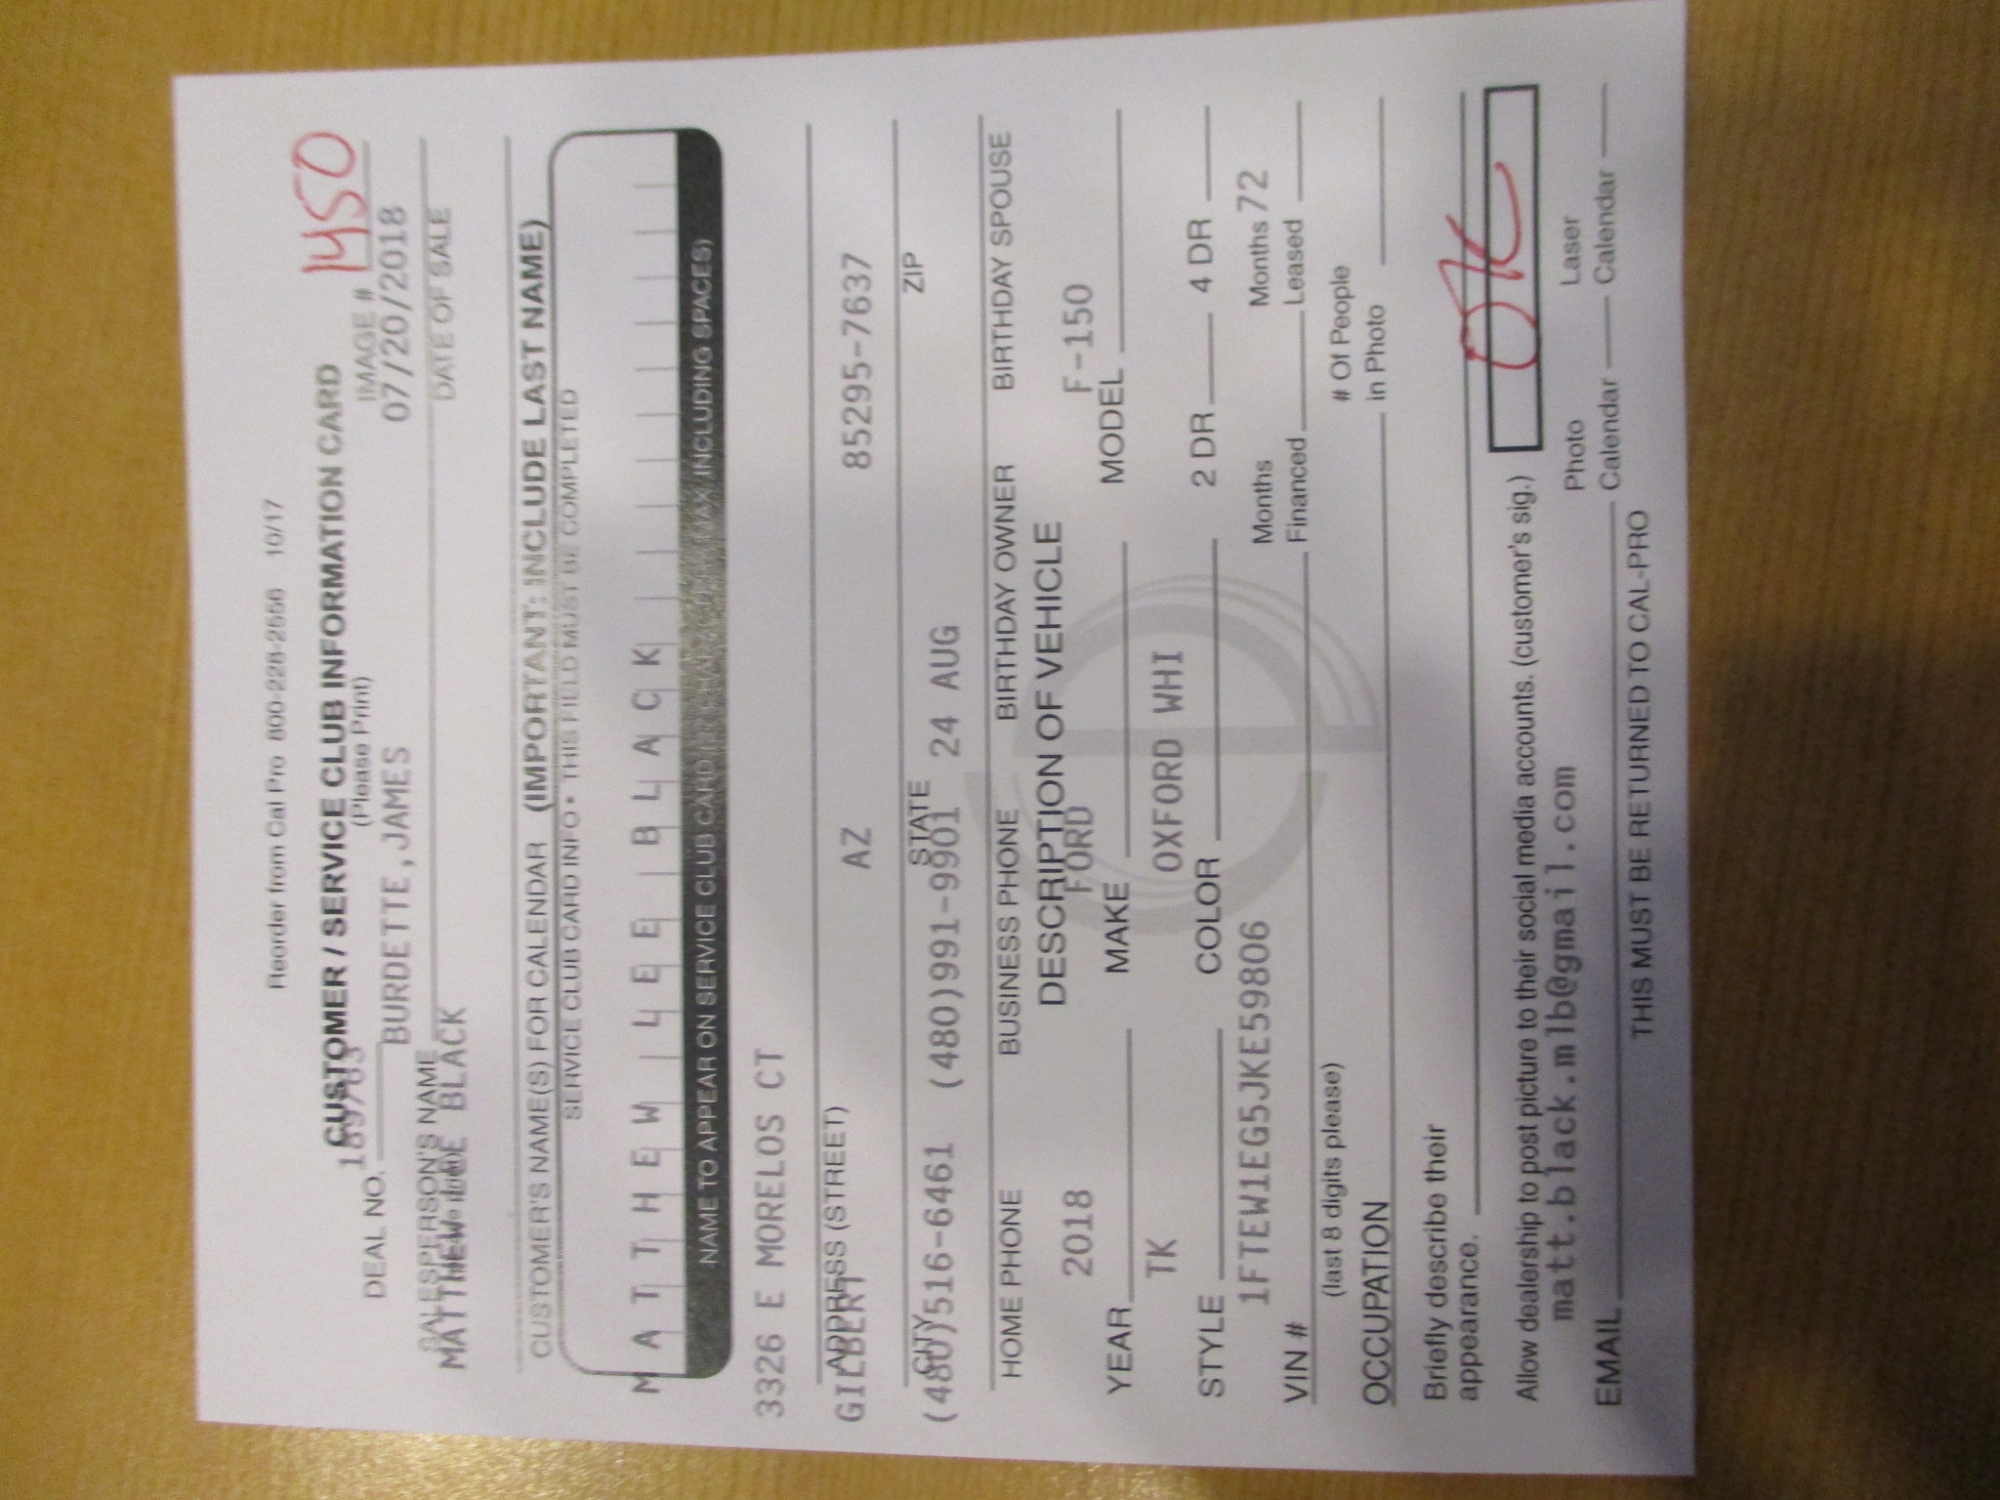 Reorder from Cal Pro 800-228-2556 10/17
CUSTOMER / SERVICE CLUB INFORMATION CARD
(Please Print)
IMAGE # 1450
DEAL NO.
BURDETTE,JAMES 07/20/2018
SALESPERSON'S NAME DATE OF SALE
MATTHEW LEE BLACK
CUSTOMER'S NAME(S) FOR CALENDAR (IMPORTANT: INCLUDE LAST NAME)
SERVICE CLUB CARD INFO • THIS FIELD MUST BE COMPLETED
MATTHEW LEE BLACK
NAME TO APPEAR ON SERVICE CLUB CARD MAX INCLUDING SPACES)
3326 E MORELOS CT
ADDRESS (STREET)
GILBERT AZ 85295-7637
CITY STATE ZIP
(480)516-6461 (480)991-9901 24 AUG
HOME PHONE BUSINESS PHONE BIRTHDAY OWNER BIRTHDAY SPOUSE
DESCRIPTION OF VEHICLE
2018 FORD F-150
YEAR MAKE MODEL
TK OXFORD WHI
STYLE COLOR 2 DR 4 DR
1FTEW1EG5JKE59806 Months Months 72
VIN # Financed Leased
(last 8 digits please) # Of People
OCCUPATION in Photo
Briefly describe their
appearance.
OK
Allow dealership to post picture to their social media accounts. (customer's sig.)
matt.black.mlb@gmail.com Photo Laser
EMAIL Calendar Calendar
THIS MUST BE RETURNED TO CAL-PRO